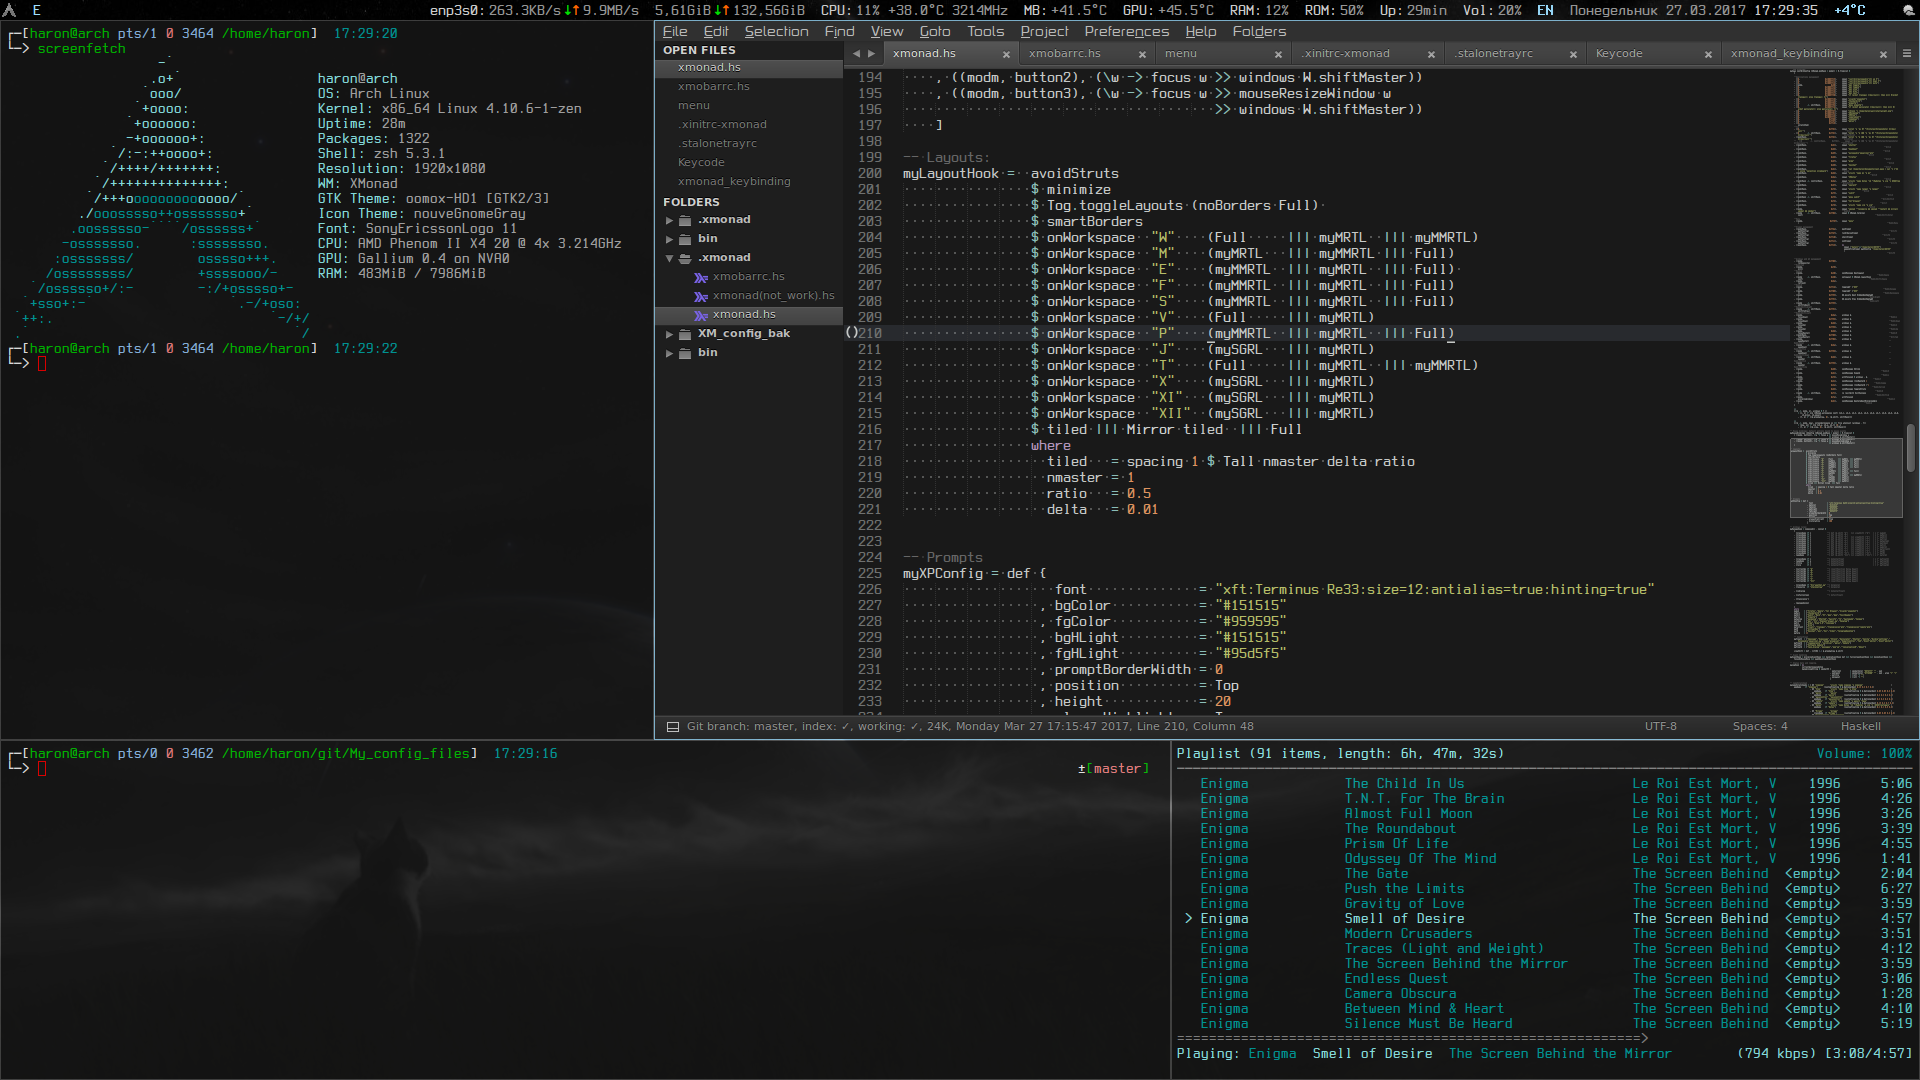 E   enp3s0: 263.3KB/s↓↑9.9MB/s  5,61GiB↓↑132,56GiB  CPU: 11% +38.0°C 3214MHz  MB: +41.5°C  GPU: +45.5°C  RAM: 12%  ROM: 50%  Up: 29min  Vol: 20%  EN  Понедельник 27.03.2017 17:29:35  +4°C
┌─[haron@arch pts/1 0 3464 /home/haron]  17:29:20
└─> screenfetch
haron@arch
OS: Arch Linux
Kernel: x86_64 Linux 4.10.6-1-zen
Uptime: 28m
Packages: 1322
Shell: zsh 5.3.1
Resolution: 1920x1080
WM: XMonad
GTK Theme: oomox-HD1 [GTK2/3]
Icon Theme: nouveGnomeGray
Font: SonyEricssonLogo 11
CPU: AMD Phenom II X4 20 @ 4x 3.214GHz
GPU: Gallium 0.4 on NVA0
RAM: 483MiB / 7986MiB
┌─[haron@arch pts/1 0 3464 /home/haron]  17:29:22
└─>
File Edit Selection Find View Goto Tools Project Preferences Help Folders
OPEN FILES
xmonad.hs
xmobarrc.hs
menu
.xinitrc-xmonad
.stalonetrayrc
Keycode
xmonad_keybinding
FOLDERS
.xmonad
bin
.xmonad
xmobarrc.hs
xmonad(not_work).hs
xmonad.hs
XM_config_bak
bin
xmonad.hs × xmobarrc.hs × menu × .xinitrc-xmonad × .stalonetrayrc × Keycode × xmonad_keybinding ×
194 , ((modm, button2), (\w -> focus w >> windows W.shiftMaster))
195 , ((modm, button3), (\w -> focus w >> mouseResizeWindow w
196 >> windows W.shiftMaster))
197 ]
198
199 -- Layouts:
200 myLayoutHook = avoidStruts
201 $ minimize
202 $ Tog.toggleLayouts (noBorders Full)
203 $ smartBorders
204 $ onWorkspace "W" (Full ||| myMRTL ||| myMMRTL)
205 $ onWorkspace "M" (myMRTL ||| myMMRTL ||| Full)
206 $ onWorkspace "E" (myMMRTL ||| myMRTL ||| Full)
207 $ onWorkspace "F" (myMMRTL ||| myMRTL ||| Full)
208 $ onWorkspace "S" (myMMRTL ||| myMRTL ||| Full)
209 $ onWorkspace "V" (Full ||| myMRTL)
()210 $ onWorkspace "P" (myMMRTL ||| myMRTL ||| Full)
211 $ onWorkspace "J" (mySGRL ||| myMRTL)
212 $ onWorkspace "T" (Full ||| myMRTL ||| myMMRTL)
213 $ onWorkspace "X" (mySGRL ||| myMRTL)
214 $ onWorkspace "XI" (mySGRL ||| myMRTL)
215 $ onWorkspace "XII" (mySGRL ||| myMRTL)
216 $ tiled ||| Mirror tiled ||| Full
217 where
218 tiled = spacing 1 $ Tall nmaster delta ratio
219 nmaster = 1
220 ratio = 0.5
221 delta = 0.01
222
223
224 -- Prompts
225 myXPConfig = def {
226 font = "xft:Terminus Re33:size=12:antialias=true:hinting=true"
227 , bgColor = "#151515"
228 , fgColor = "#959595"
229 , bgHLight = "#151515"
230 , fgHLight = "#95d5f5"
231 , promptBorderWidth = 0
232 , position = Top
233 , height = 20
Git branch: master, index: ✓, working: ✓, 24K, Monday Mar 27 17:15:47 2017, Line 210, Column 48   UTF-8   Spaces: 4   Haskell
┌─[haron@arch pts/0 0 3462 /home/haron/git/My_config_files]  17:29:16
└─>   ±[master]
Playlist (91 items, length: 6h, 47m, 32s)   Volume: 100%
Enigma  The Child In Us  Le Roi Est Mort, V  1996  5:06
Enigma  T.N.T. For The Brain  Le Roi Est Mort, V  1996  4:26
Enigma  Almost Full Moon  Le Roi Est Mort, V  1996  3:26
Enigma  The Roundabout  Le Roi Est Mort, V  1996  3:39
Enigma  Prism Of Life  Le Roi Est Mort, V  1996  4:55
Enigma  Odyssey Of The Mind  Le Roi Est Mort, V  1996  1:41
Enigma  The Gate  The Screen Behind  <empty>  2:04
Enigma  Push the Limits  The Screen Behind  <empty>  6:27
Enigma  Gravity of Love  The Screen Behind  <empty>  3:59
> Enigma  Smell of Desire  The Screen Behind  <empty>  4:57
Enigma  Modern Crusaders  The Screen Behind  <empty>  3:51
Enigma  Traces (Light and Weight)  The Screen Behind  <empty>  4:12
Enigma  The Screen Behind the Mirror  The Screen Behind  <empty>  3:59
Enigma  Endless Quest  The Screen Behind  <empty>  3:06
Enigma  Camera Obscura  The Screen Behind  <empty>  1:28
Enigma  Between Mind & Heart  The Screen Behind  <empty>  4:10
Enigma  Silence Must Be Heard  The Screen Behind  <empty>  5:19
Playing: Enigma  Smell of Desire  The Screen Behind the Mirror  (794 kbps) [3:08/4:57]